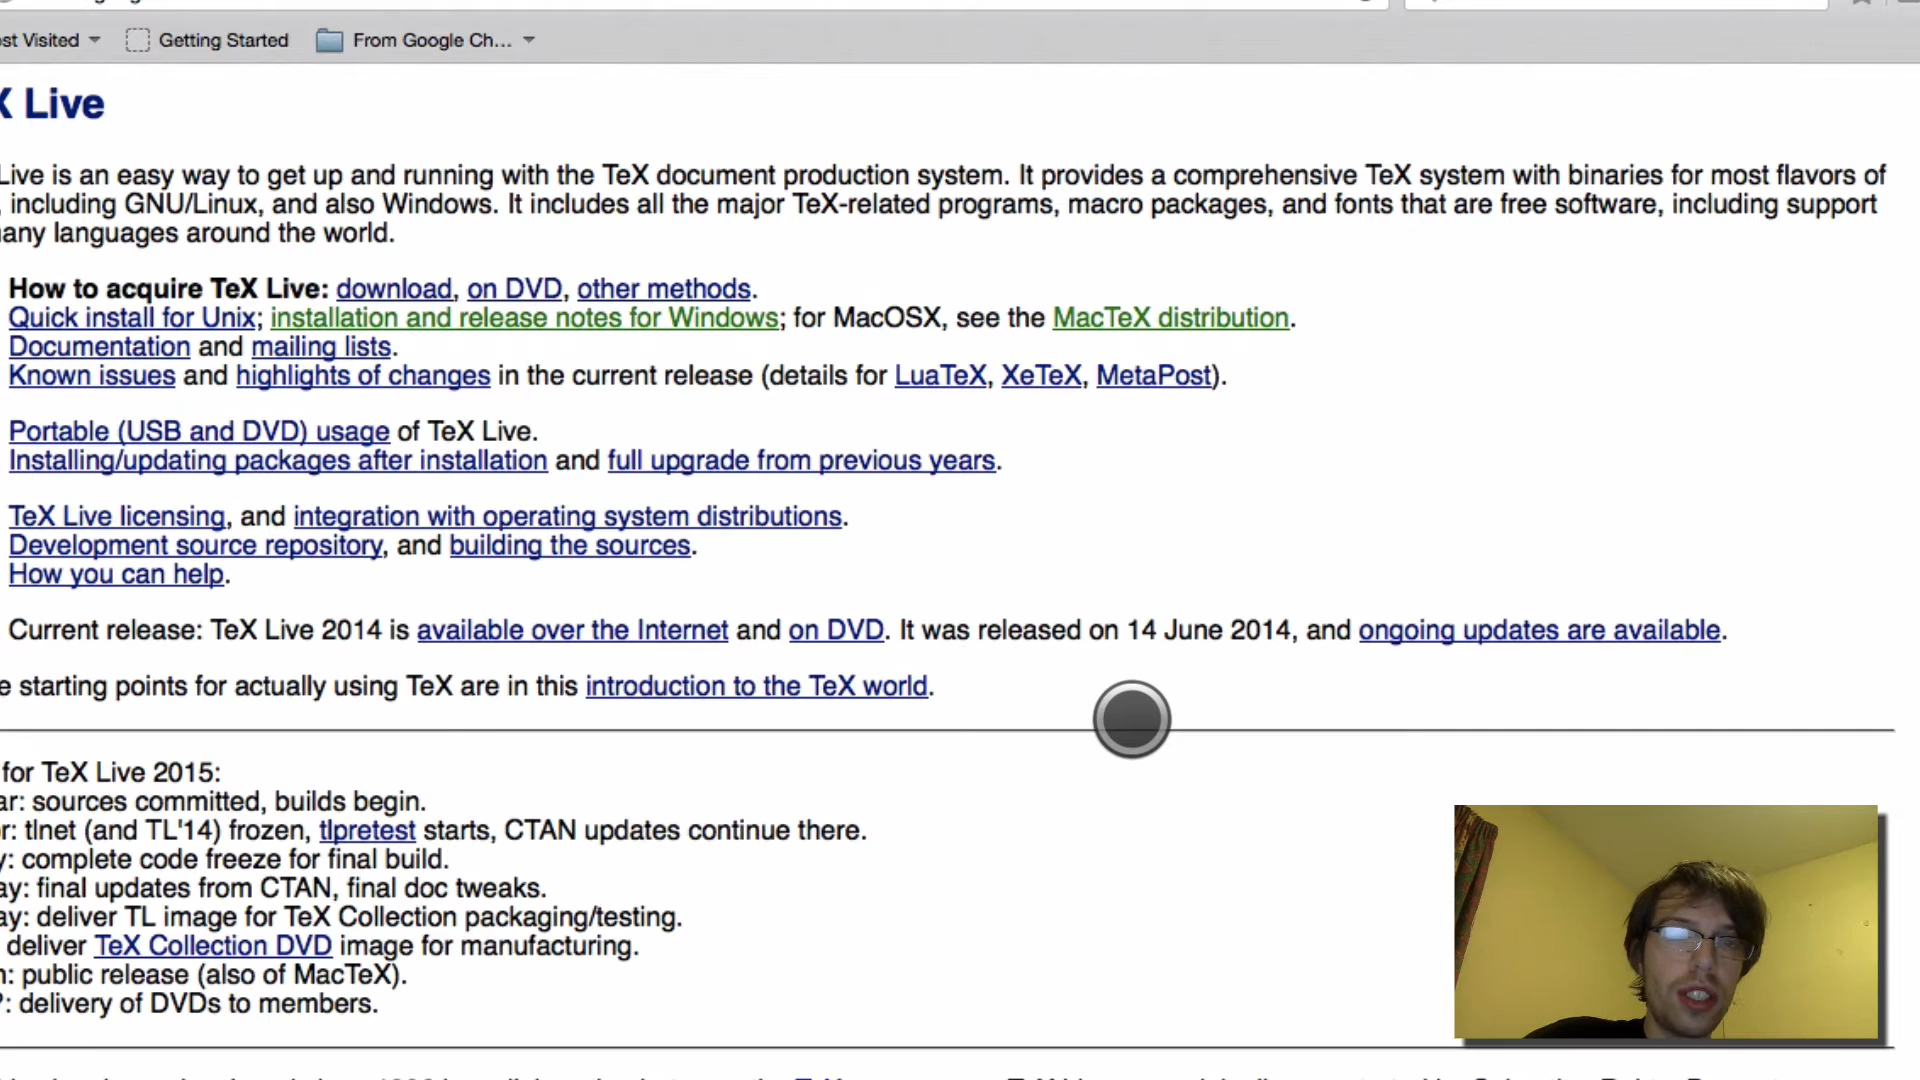 st Visited
Getting Started
From Google Ch...
X Live
Live is an easy way to get up and running with the TeX document production system. It provides a comprehensive TeX system with binaries for most flavors of
, including GNU/Linux, and also Windows. It includes all the major TeX-related programs, macro packages, and fonts that are free software, including support
any languages around the world.
How to acquire TeX Live: download, on DVD, other methods.
Quick install for Unix; installation and release notes for Windows; for MacOSX, see the MacTeX distribution.
Documentation and mailing lists.
Known issues and highlights of changes in the current release (details for LuaTeX, XeTeX, MetaPost).
Portable (USB and DVD) usage of TeX Live.
Installing/updating packages after installation and full upgrade from previous years.
TeX Live licensing, and integration with operating system distributions.
Development source repository, and building the sources.
How you can help.
Current release: TeX Live 2014 is available over the Internet and on DVD. It was released on 14 June 2014, and ongoing updates are available.
e starting points for actually using TeX are in this introduction to the TeX world.
for TeX Live 2015:
ar: sources committed, builds begin.
r: tlnet (and TL'14) frozen, tlpretest starts, CTAN updates continue there.
y: complete code freeze for final build.
ay: final updates from CTAN, final doc tweaks.
ay: deliver TL image for TeX Collection packaging/testing.
deliver TeX Collection DVD image for manufacturing.
n: public release (also of MacTeX).
?: delivery of DVDs to members.